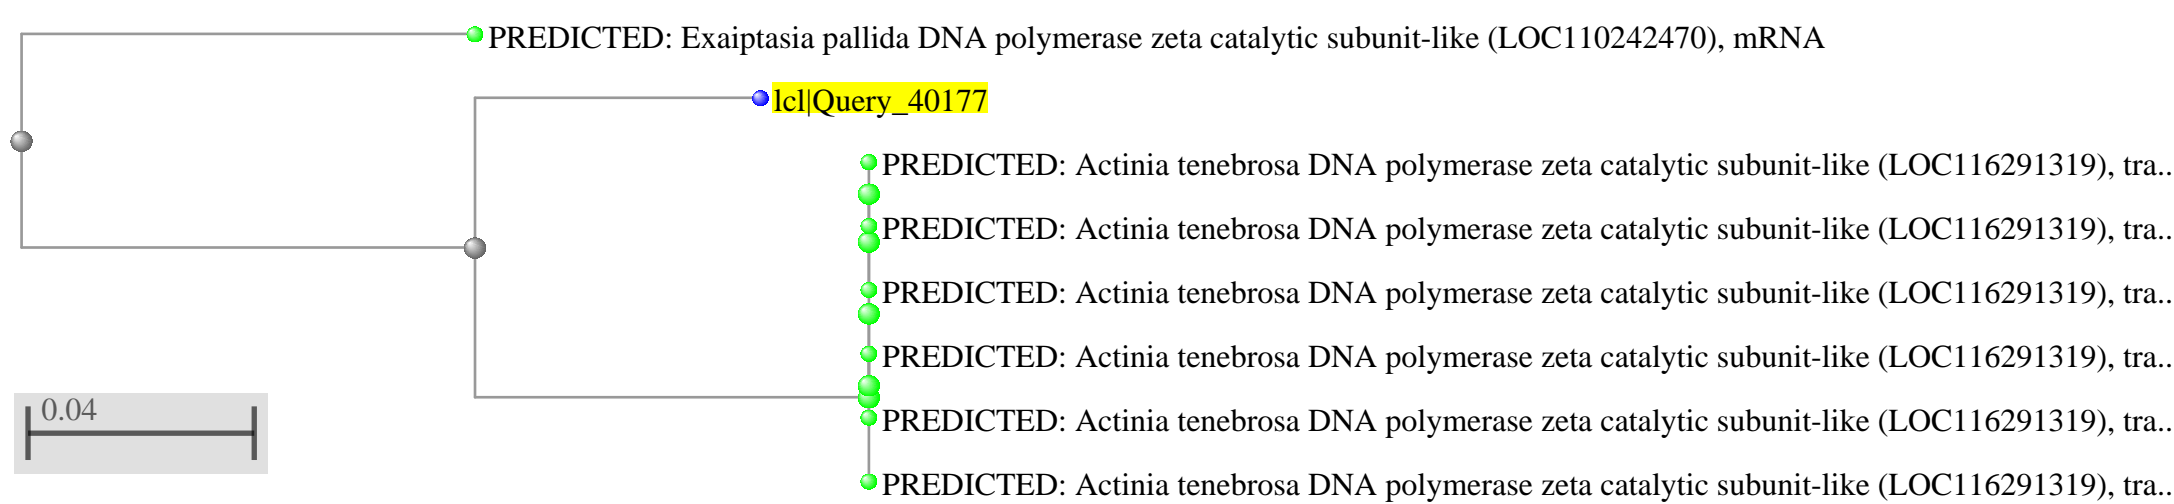 PREDICTED: Exaiptasia pallida DNA polymerase zeta catalytic subunit-like (LOC110242470), mRNA
lcl|Query_40177
PREDICTED: Actinia tenebrosa DNA polymerase zeta catalytic subunit-like (LOC116291319), tra..
PREDICTED: Actinia tenebrosa DNA polymerase zeta catalytic subunit-like (LOC116291319), tra..
PREDICTED: Actinia tenebrosa DNA polymerase zeta catalytic subunit-like (LOC116291319), tra..
PREDICTED: Actinia tenebrosa DNA polymerase zeta catalytic subunit-like (LOC116291319), tra..
0.04
PREDICTED: Actinia tenebrosa DNA polymerase zeta catalytic subunit-like (LOC116291319), tra..
PREDICTED: Actinia tenebrosa DNA polymerase zeta catalytic subunit-like (LOC116291319), tra..